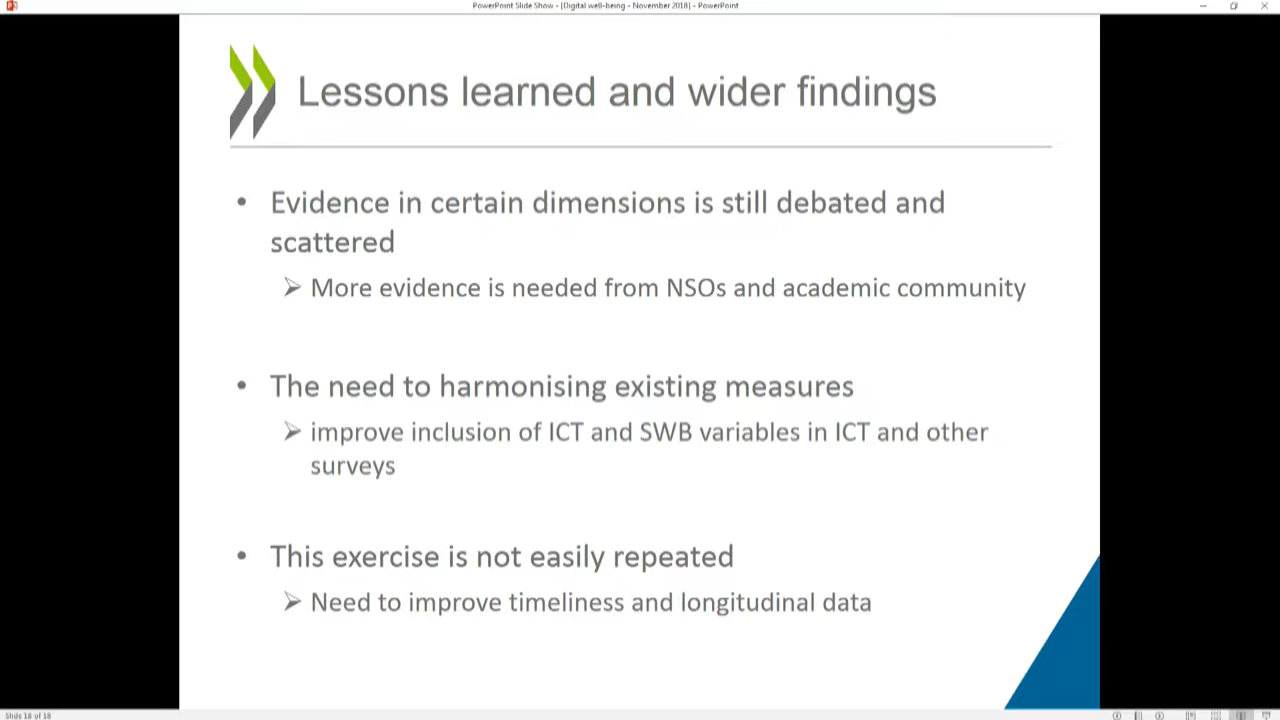 PowerPoint Slide Show - [Digital well-being - November 2018] - PowerPoint
Lessons learned and wider findings
• Evidence in certain dimensions is still debated and
scattered
➢ More evidence is needed from NSOs and academic community
• The need to harmonising existing measures
➢ improve inclusion of ICT and SWB variables in ICT and other
surveys
• This exercise is not easily repeated
➢ Need to improve timeliness and longitudinal data
Slide 18 of 18